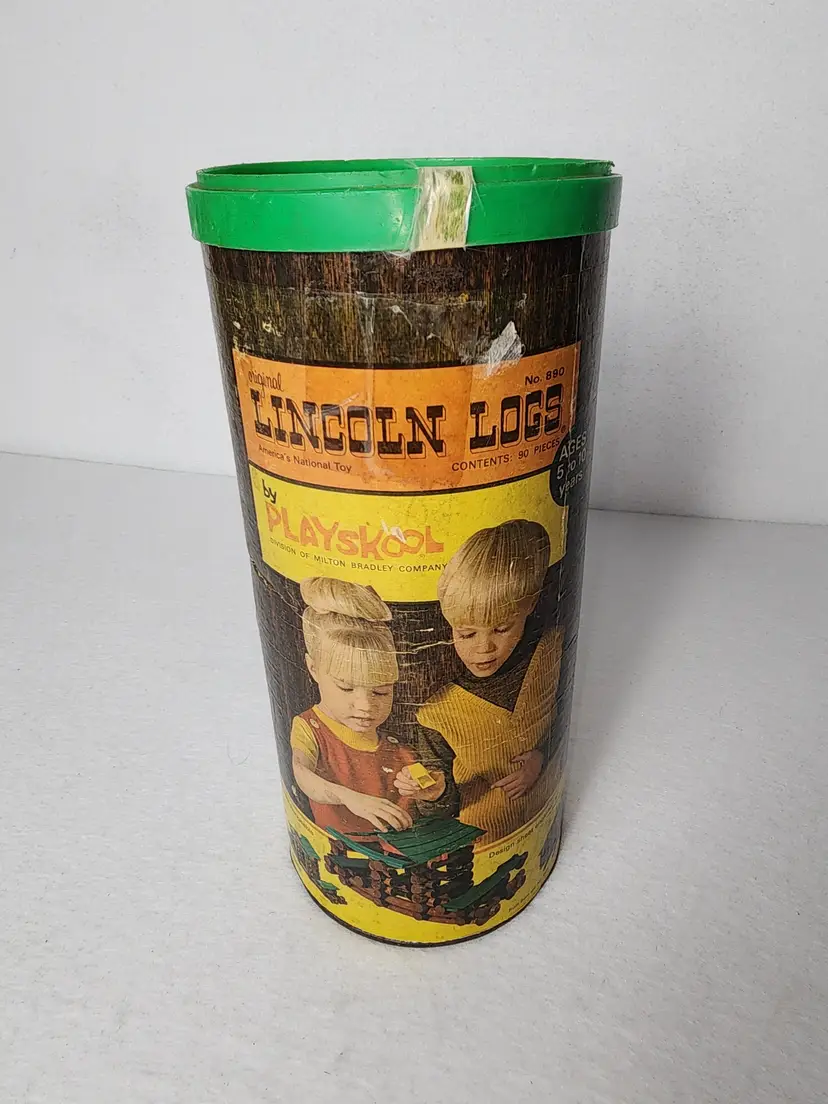 original
No. 890
LINCOLN LOGS®
America's National Toy
CONTENTS: 90 PIECES
AGES
5 to 10
years
by
PLAYSKOOL
DIVISION OF MILTON BRADLEY COMPANY
Design sheet